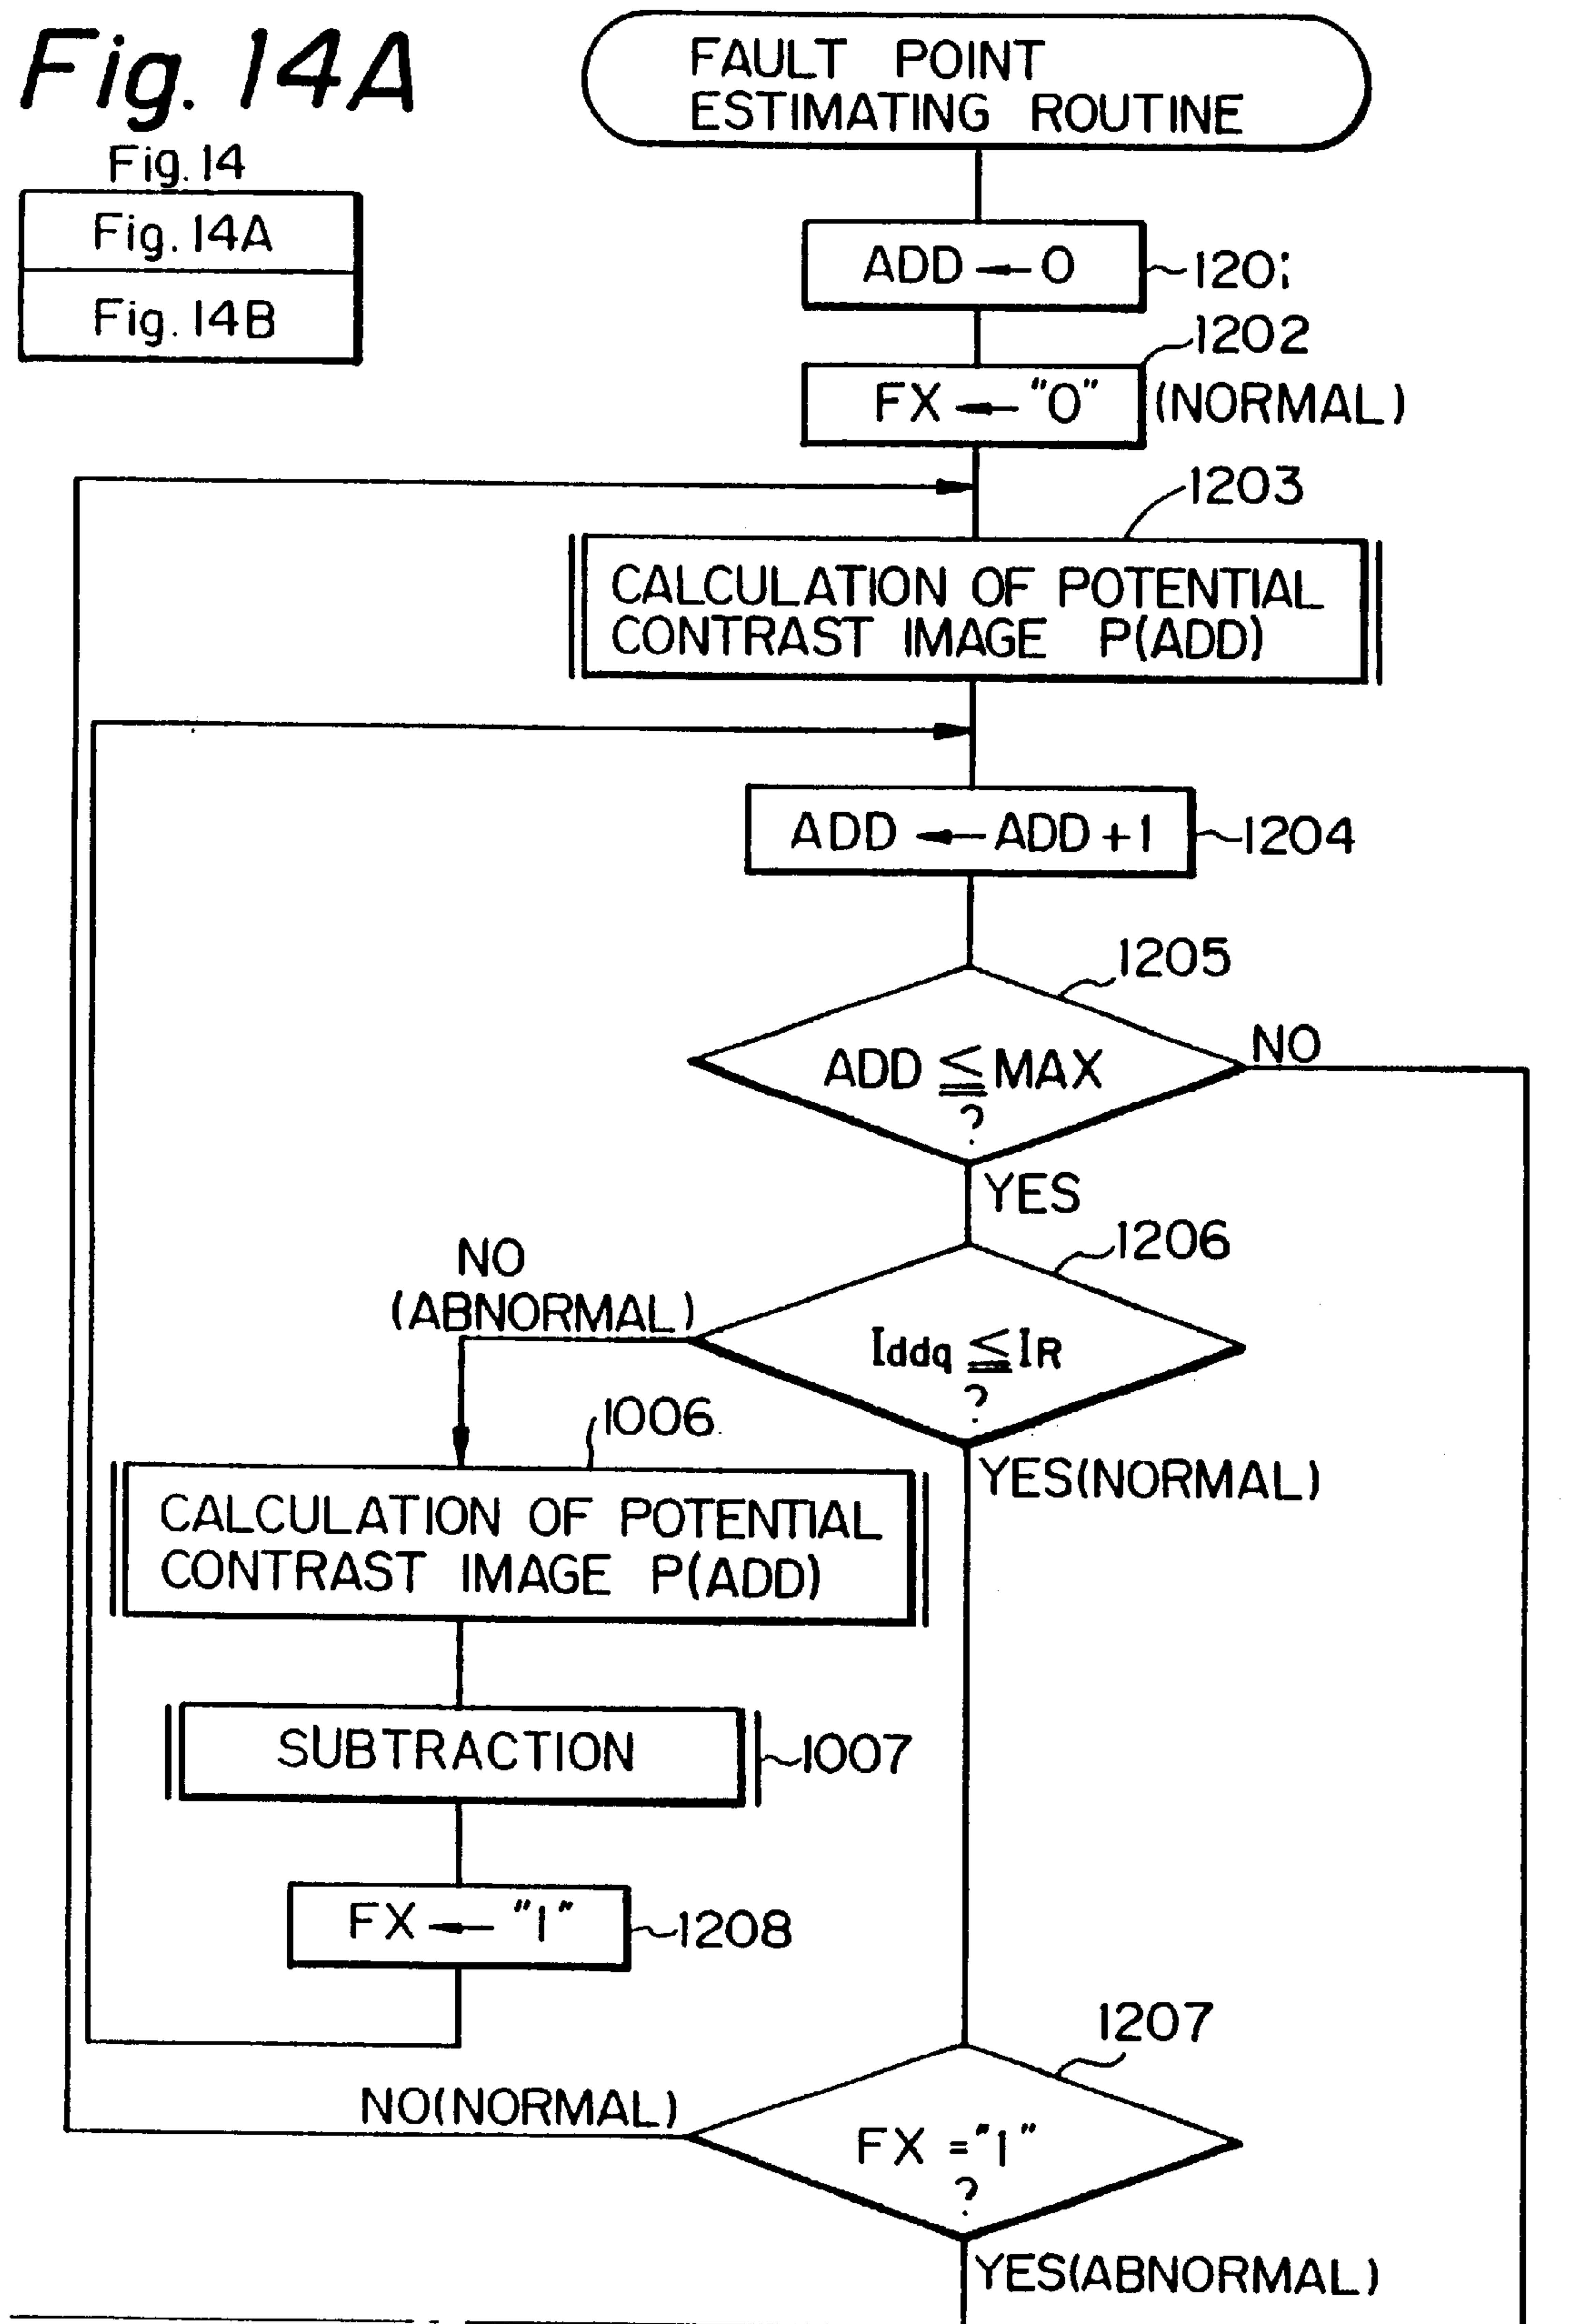 Fig. 14A
Fig. 14
Fig. 14A
Fig. 14B
FAULT POINT
ESTIMATING ROUTINE
ADD ← 0
1201
FX ← "0"
1202
(NORMAL)
1203
CALCULATION OF POTENTIAL
CONTRAST IMAGE P(ADD)
ADD ← ADD +1
1204
1205
ADD ≦ MAX
?
NO
YES
1206
Iddq ≦ IR
?
NO
(ABNORMAL)
YES(NORMAL)
1006
CALCULATION OF POTENTIAL
CONTRAST IMAGE P(ADD)
SUBTRACTION
1007
FX ← "1"
1208
1207
FX = "1"
?
NO(NORMAL)
YES(ABNORMAL)